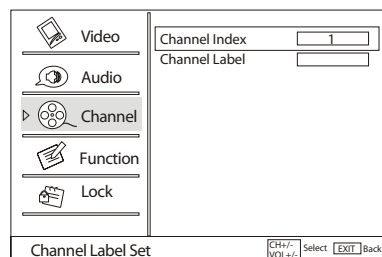 Video
Audio
Channel
Function
Lock
Channel Index 1
Channel Label
Channel Label Set
CH+/-
VOL+/-
Select
EXIT
Back